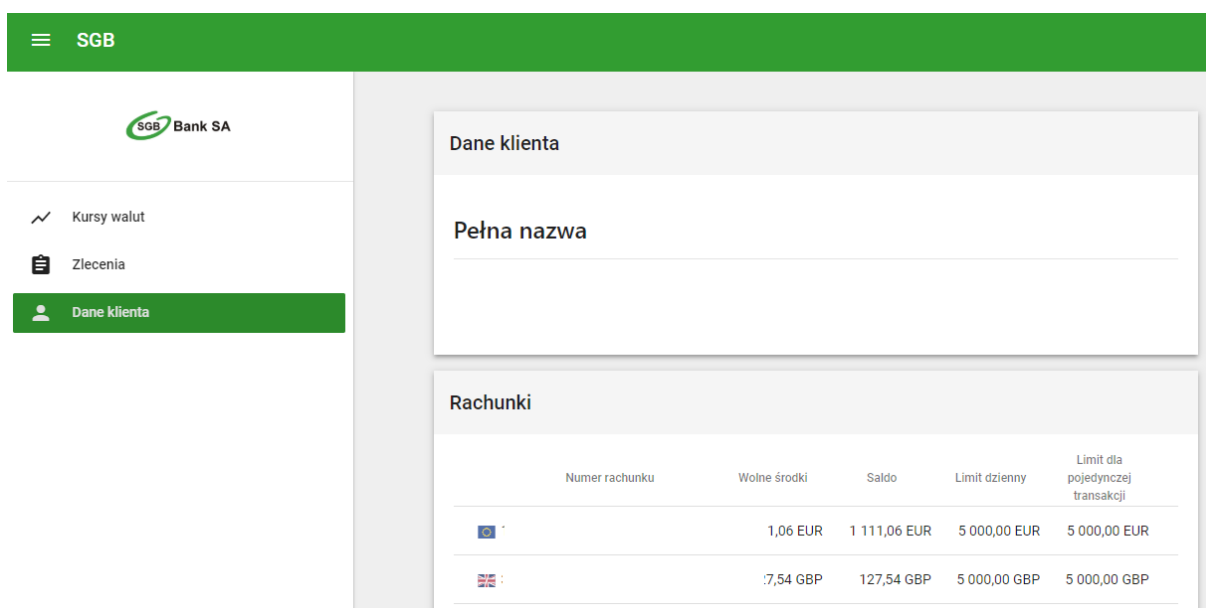 SGB
SGB Bank SA
Kursy walut
Zlecenia
Dane klienta
Dane klienta
Pełna nazwa
Rachunki
Numer rachunku Wolne środki Saldo Limit dzienny Limit dla
pojedynczej
transakcji
1,06 EUR 1 111,06 EUR 5 000,00 EUR 5 000,00 EUR
7,54 GBP 127,54 GBP 5 000,00 GBP 5 000,00 GBP